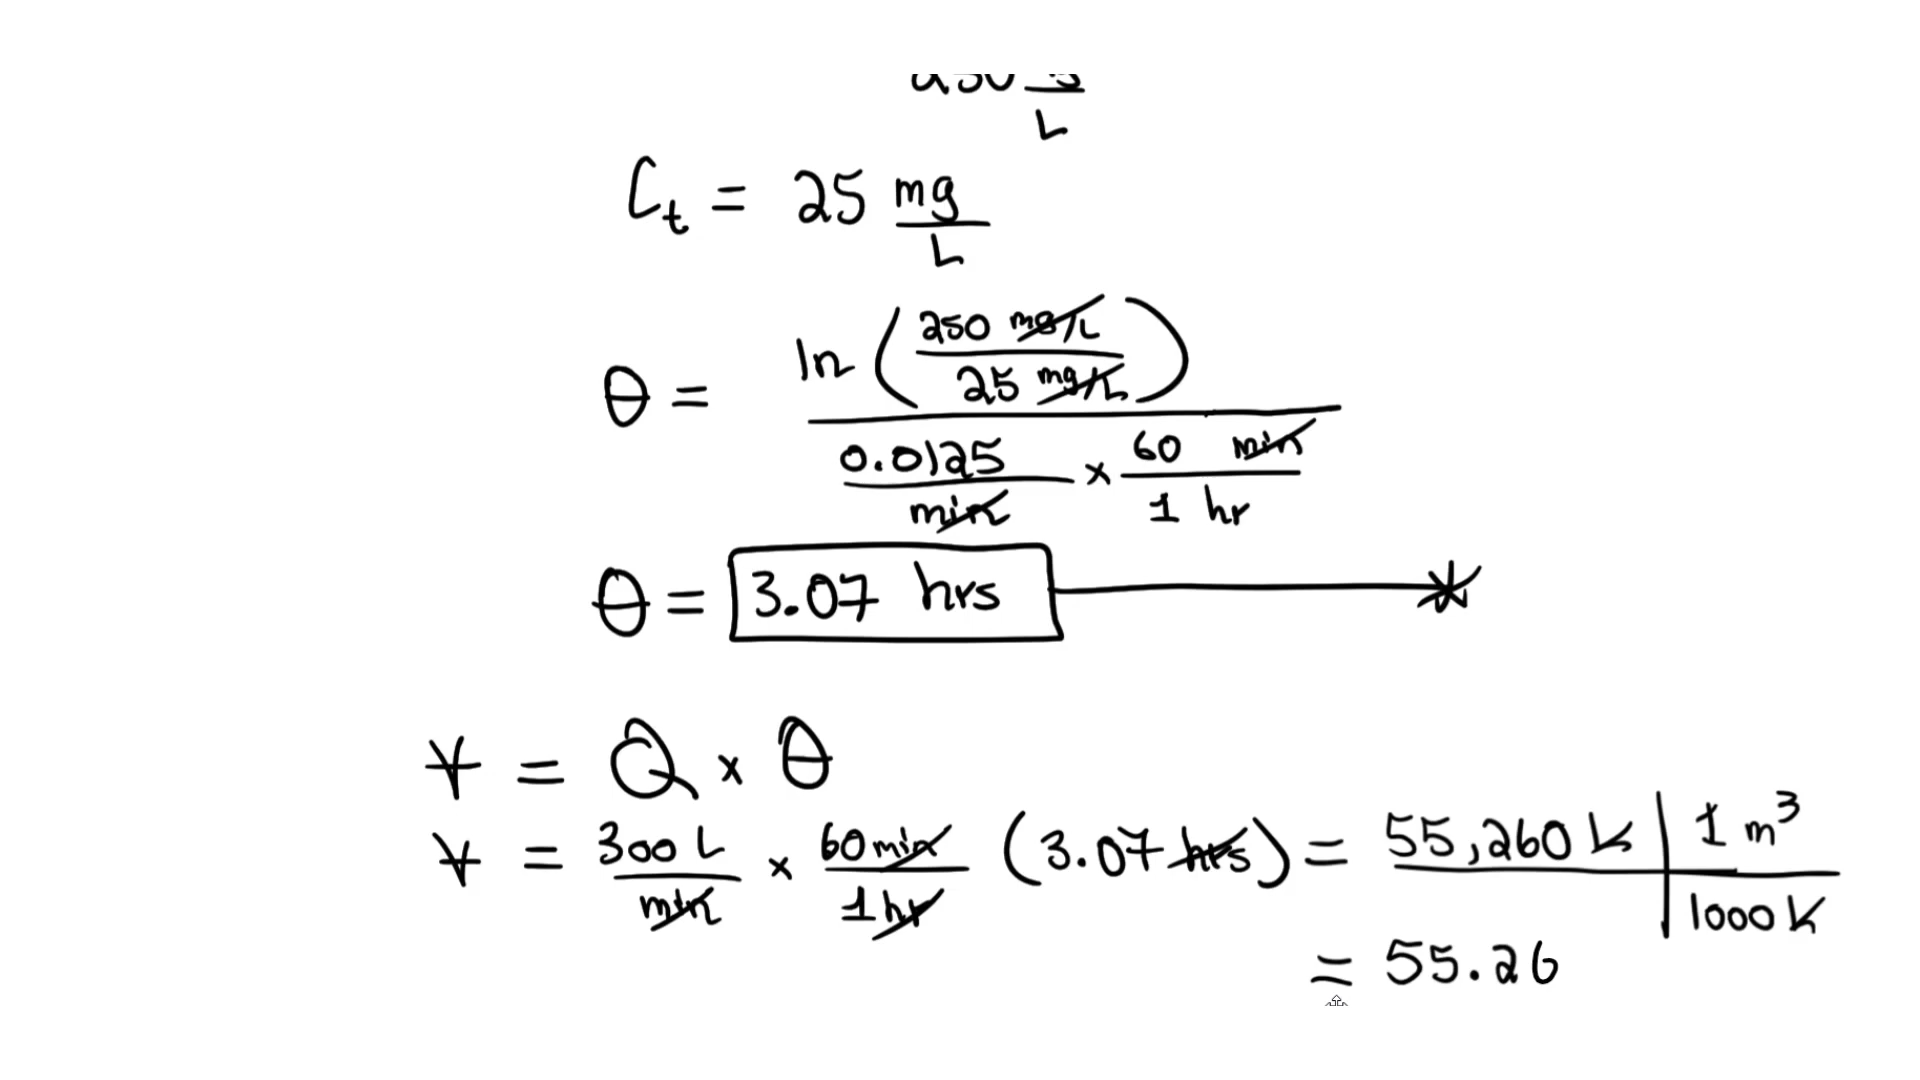 L
C_t = 25 mg/L
θ = ln (250 mg/L / 25 mg/L) / (0.0125/min × 60 min/1 hr)
θ = 3.07 hrs
V = Q × θ
V = 300 L/min × 60 min/1 hr (3.07 hrs) = 55,260 L | 1 m³/1000 L
= 55.26